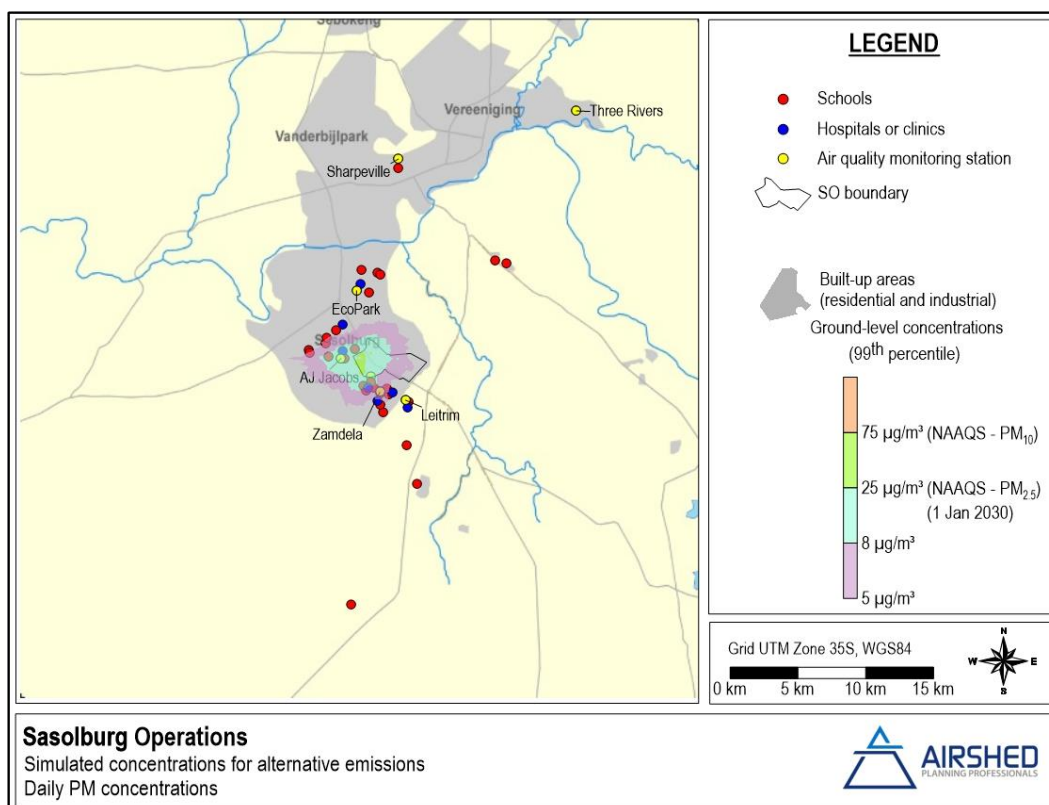 Sebokeng
Vereeniging
Three Rivers
Vanderbijlpark
Sharpeville
EcoPark
Sasolburg
AJ Jacobs
Leitrim
Zamdela
LEGEND
Schools
Hospitals or clinics
Air quality monitoring station
SO boundary
Built-up areas
(residential and industrial)
Ground-level concentrations
(99th percentile)
75 µg/m³ (NAAQS - PM₁₀)
25 µg/m³ (NAAQS - PM₂.₅)
(1 Jan 2030)
8 µg/m³
5 µg/m³
Grid UTM Zone 35S, WGS84
N
W E
S
0 km 5 km 10 km 15 km
Sasolburg Operations
Simulated concentrations for alternative emissions
Daily PM concentrations
AIRSHED
PLANNING PROFESSIONALS